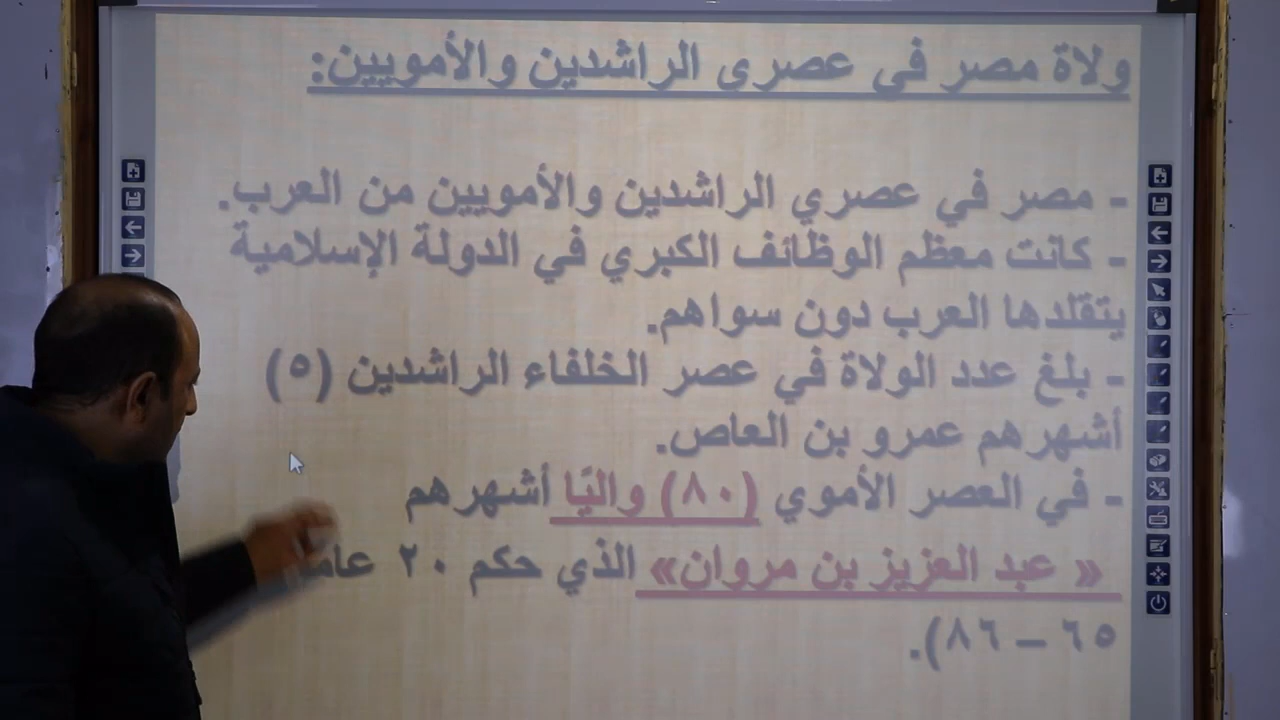 ولاة مصر في عصرى الراشدين والأمويين:
- مصر في عصري الراشدين والأمويين من العرب.
- كانت معظم الوظائف الكبري في الدولة الإسلامية
يتقلدها العرب دون سواهم.
- بلغ عدد الولاة في عصر الخلفاء الراشدين (٥)
أشهرهم عمرو بن العاص.
- في العصر الأموي (٨٠) واليًا أشهرهم
« عبد العزيز بن مروان» الذي حكم ٢٠
٦٥ – ٨٦).